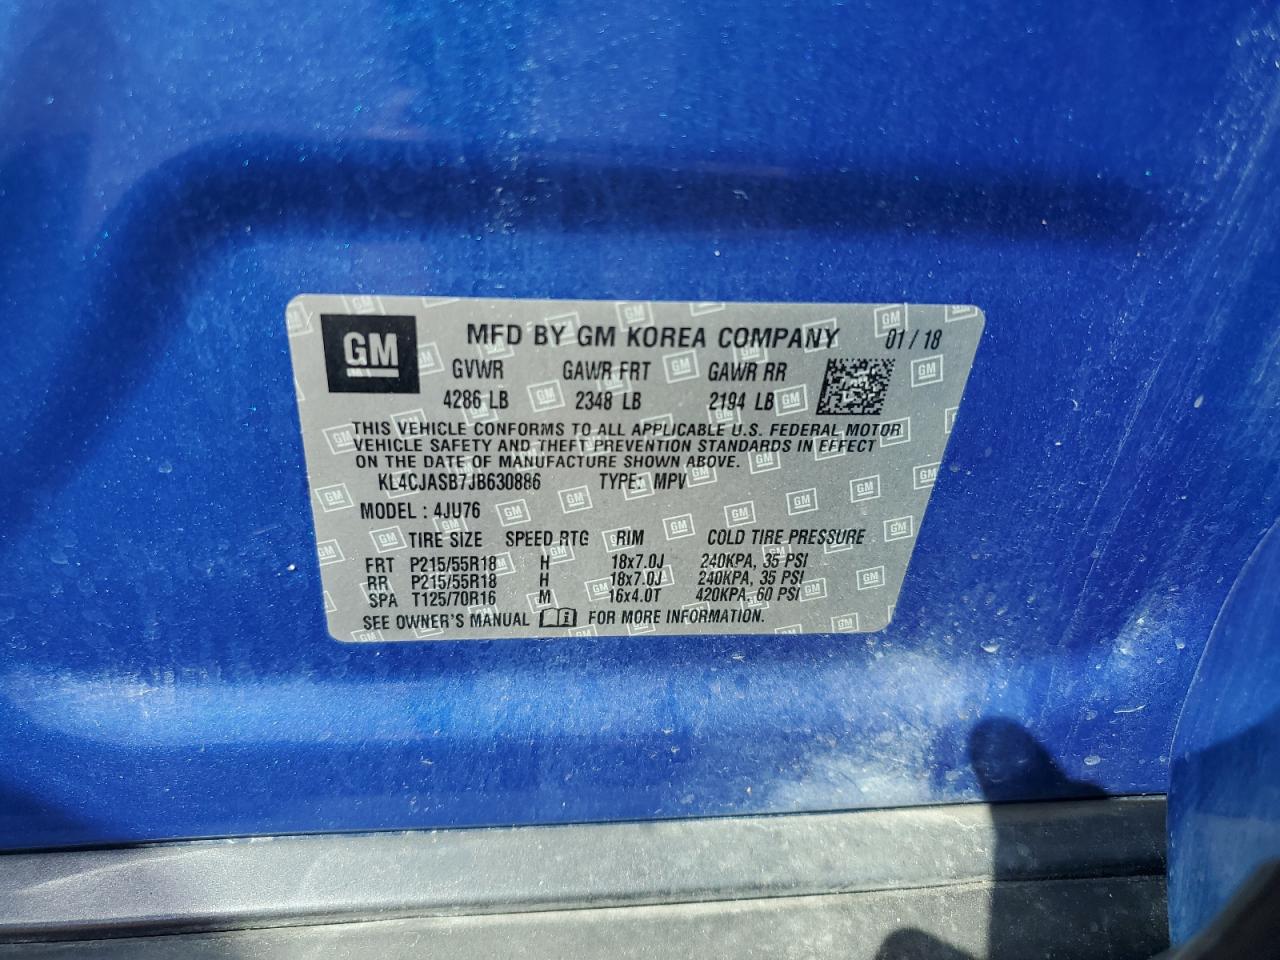 GM MFD BY GM KOREA COMPANY 01 / 18
GVWR GAWR FRT GAWR RR
4286 LB 2348 LB 2194 LB
THIS VEHICLE CONFORMS TO ALL APPLICABLE U.S. FEDERAL MOTOR
VEHICLE SAFETY AND THEFT PREVENTION STANDARDS IN EFFECT
ON THE DATE OF MANUFACTURE SHOWN ABOVE.
KL4CJASB7JB630886 TYPE: MPV
MODEL : 4JU76
TIRE SIZE SPEED RTG RIM COLD TIRE PRESSURE
FRT P215/55R18 H 18x7.0J 240KPA, 35 PSI
RR P215/55R18 H 18x7.0J 240KPA, 35 PSI
SPA T125/70R16 M 16x4.0T 420KPA, 60 PSI
SEE OWNER'S MANUAL FOR MORE INFORMATION.